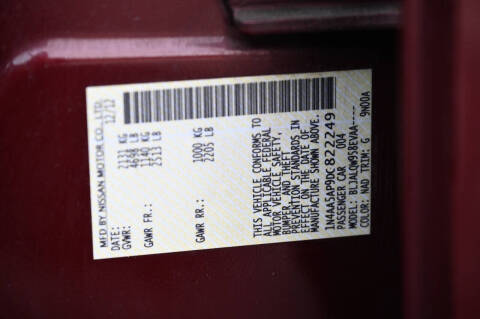 MFD BY NISSAN MOTOR CO., LTD.
DATE: 12/12
GVWR: 2131 KG
4698 LB
GAWR FR.: 1140 KG
2513 LB
GAWR RR.: 1000 KG
2205 LB
THIS VEHICLE CONFORMS TO
ALL APPLICABLE FEDERAL
MOTOR VEHICLE SAFETY,
BUMPER, AND THEFT
PREVENTION STANDARDS IN
EFFECT ON THE DATE OF
MANUFACTURE SHOWN ABOVE.
1N4AA5AP9DC822249
PASSENGER CAR 004
MODEL: BLJALQW958EVAA----
COLOR: NAD TRIM: G 9N00A